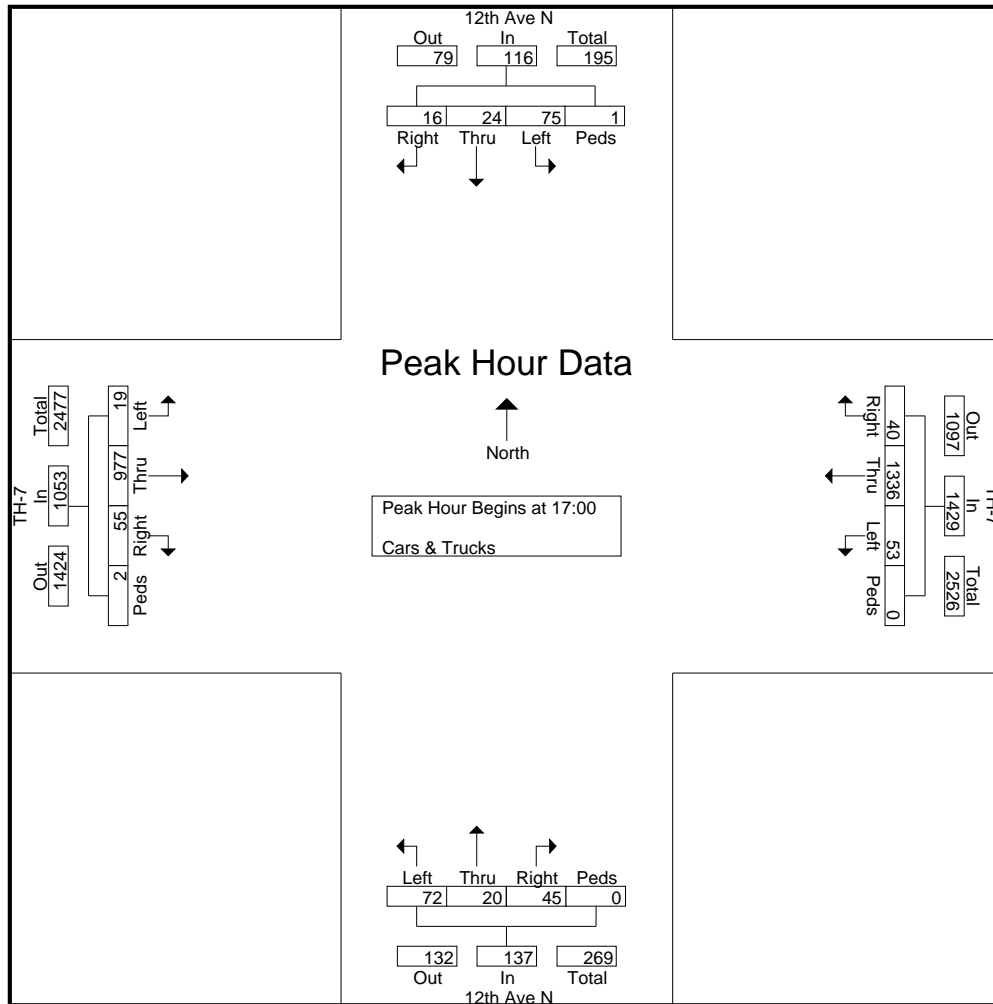 12th Ave N
Out In Total
79 116 195
16 24 75 1
Right Thru Left Peds
Peak Hour Data
North
Peak Hour Begins at 17:00
Cars & Trucks
TH-7
Total In Out
2477 1053 1424
19 977 55 2
Left Thru Right Peds
Right Thru Left Peds
40 1336 53 0
Out In Total
1097 1429 2526
TH-7
Left Thru Right Peds
72 20 45 0
132 137 269
Out In Total
12th Ave N